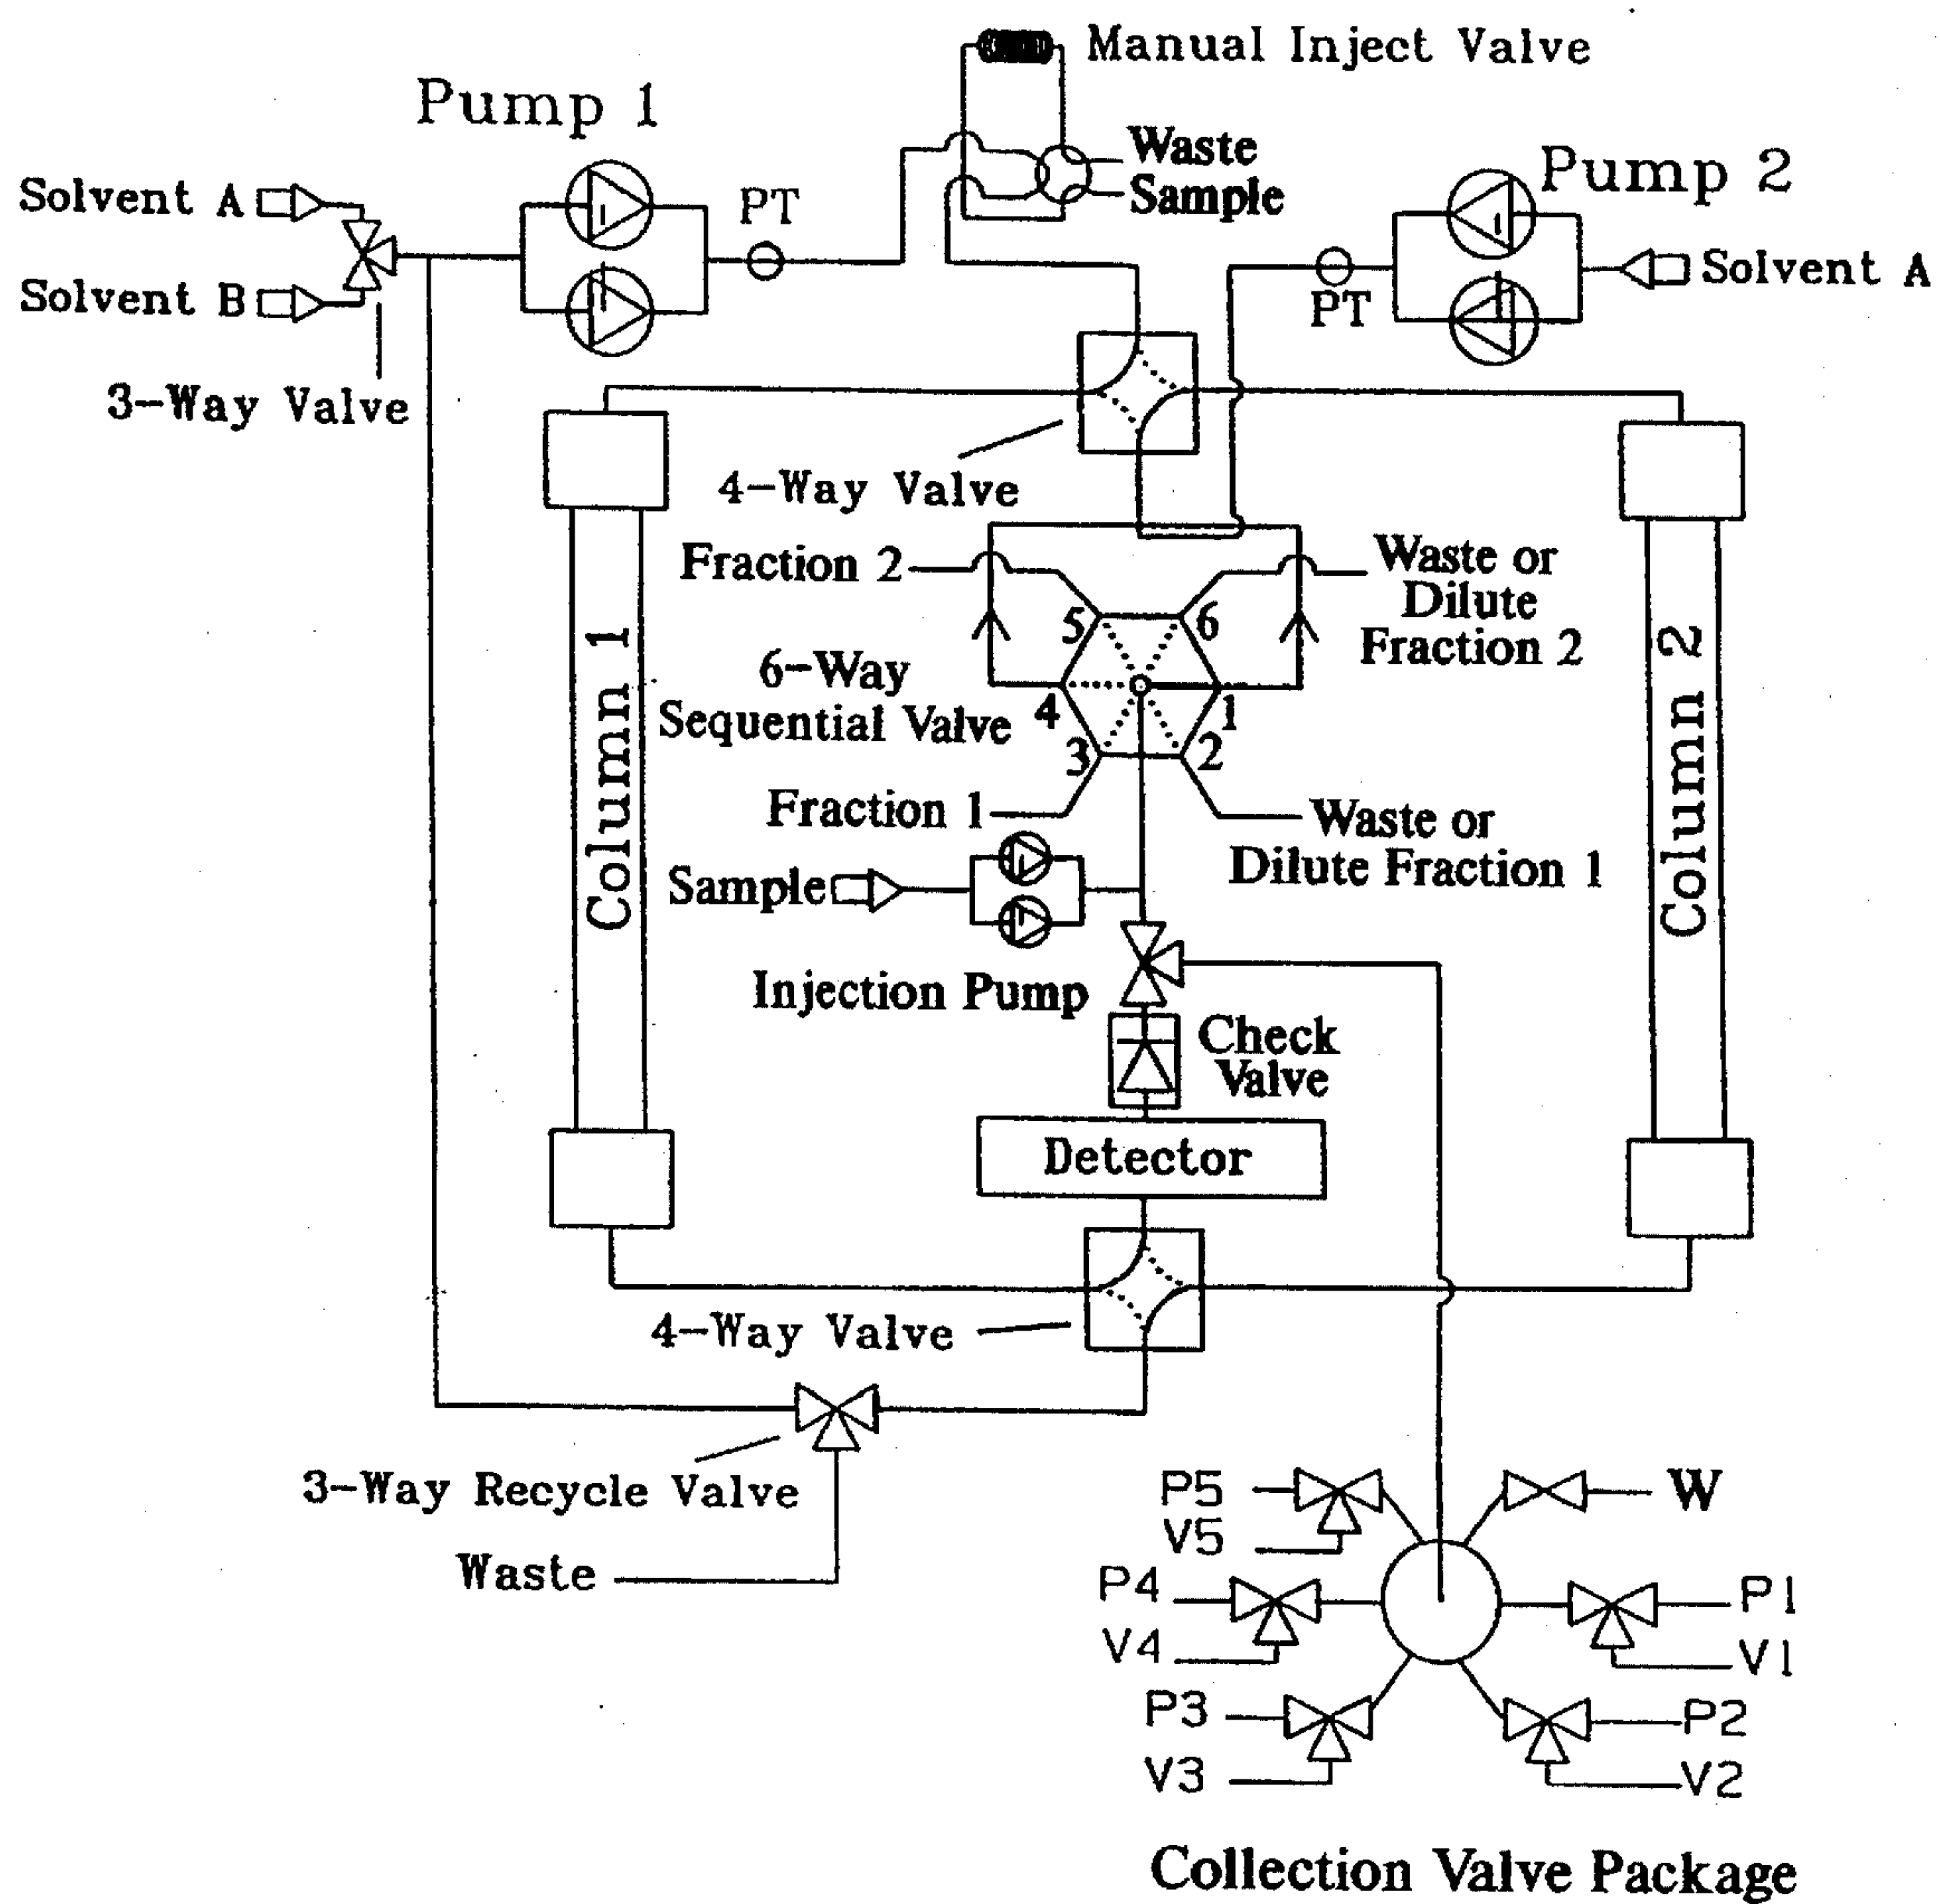 Manual Inject Valve
Pump 1
Waste
Sample
Pump 2
Solvent A
PT
Solvent B
PT
Solvent A
3-Way Valve
4-Way Valve
Fraction 2
Waste or
Dilute
Fraction 2
5
6
6-Way
Sequential Valve
4
1
3
2
Column 1
Column 2
Fraction 1
Waste or
Dilute Fraction 1
Sample
Injection Pump
Check
Valve
Detector
4-Way Valve
3-Way Recycle Valve
Waste
P5
V5
W
P4
V4
P1
V1
P3
V3
P2
V2
Collection Valve Package